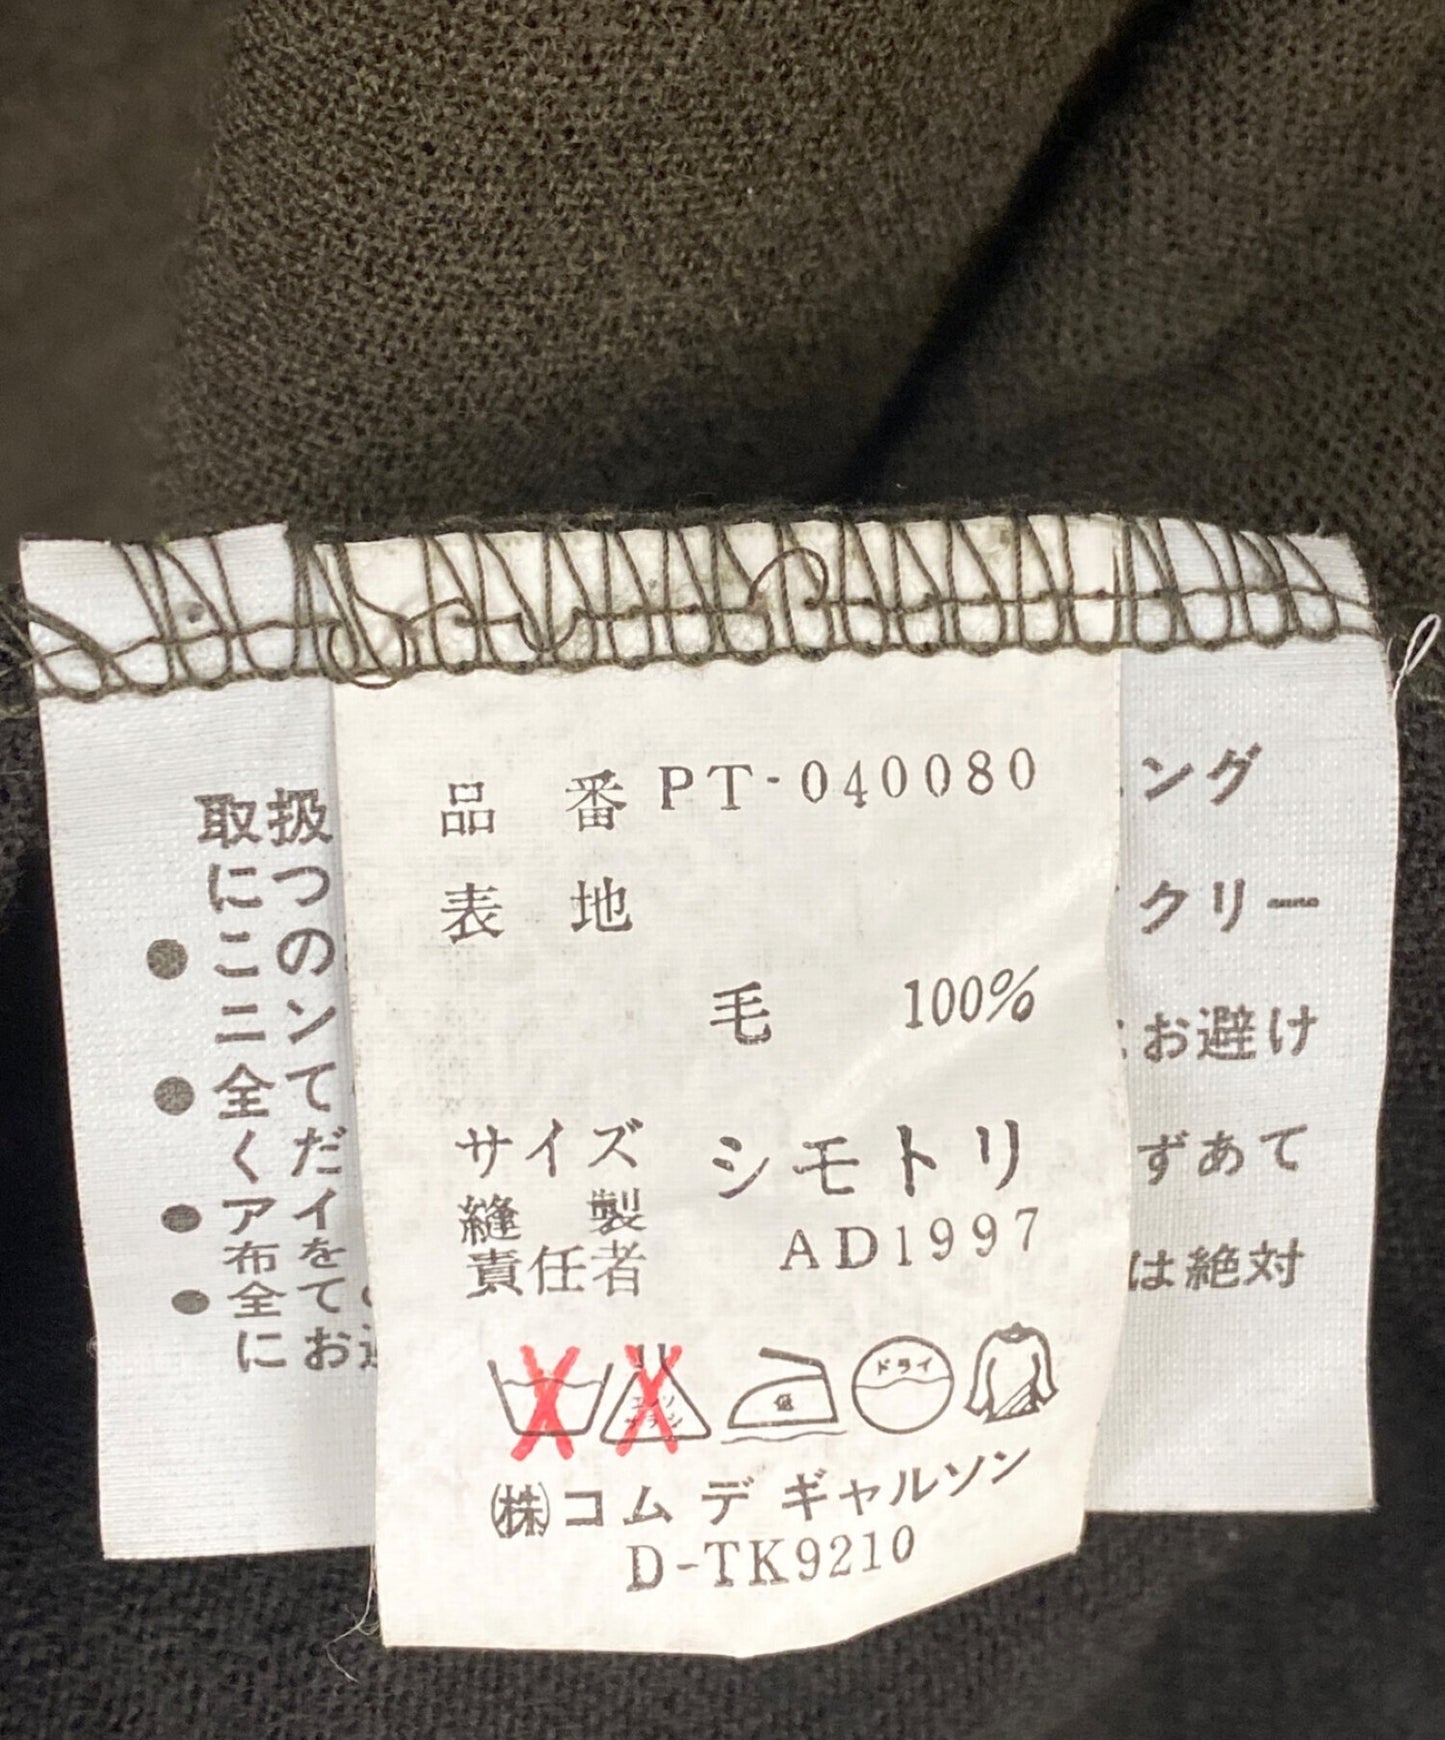 品番 PT-040080
表地
毛 100%
サイズ シモトリ
縫製
責任者 AD1997
ドライ
低
㈱コム デ ギャルソン
D-TK9210
取扱
につ
● この
ニン
● 全て
くだ
● アイ
布を
● 全て
にお
ング
クリー
お避け
ずあて
は絶対